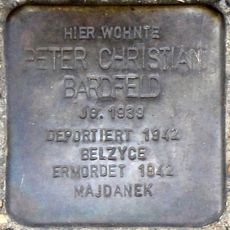 HIER WOHNTE
PETER CHRISTIAN
BARDFELD
JG. 1939
DEPORTIERT 1942
BELZYCE
ERMORDET 1942
MAJDANEK